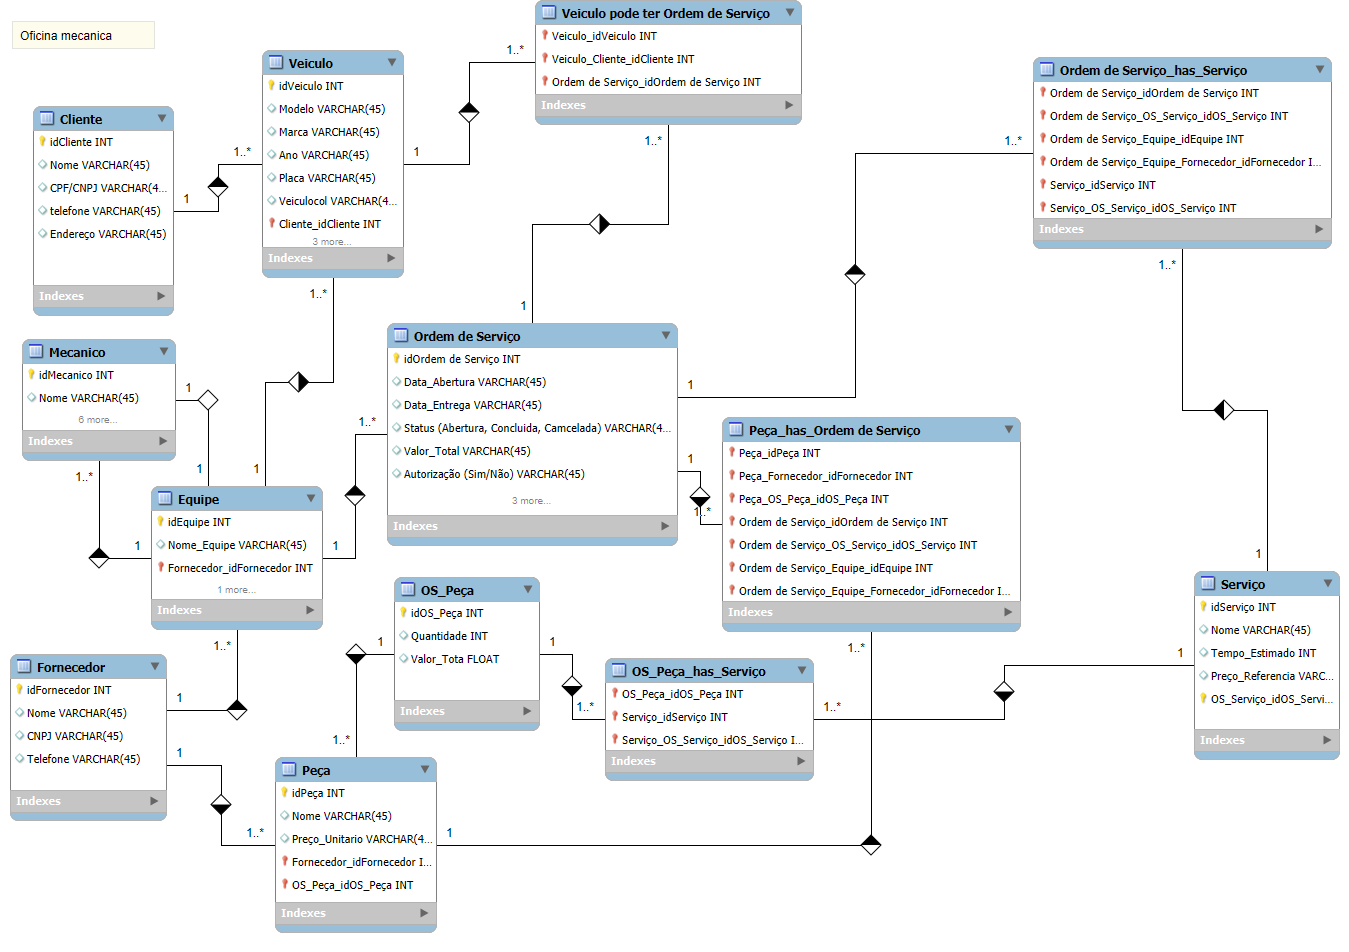 Oficina mecanica
Cliente
idCliente INT
Nome VARCHAR(45)
CPF/CNPJ VARCHAR(4...
telefone VARCHAR(45)
Endereço VARCHAR(45)
Indexes
1
1..*
Veiculo
idVeiculo INT
Modelo VARCHAR(45)
Marca VARCHAR(45)
Ano VARCHAR(45)
Placa VARCHAR(45)
Veiculocol VARCHAR(4...
Cliente_idCliente INT
3 more...
Indexes
1
1..*
1..*
Veiculo pode ter Ordem de Serviço
Veiculo_idVeiculo INT
Veiculo_Cliente_idCliente INT
Ordem de Serviço_idOrdem de Serviço INT
Indexes
1..*
1
Ordem de Serviço_has_Serviço
Ordem de Serviço_idOrdem de Serviço INT
Ordem de Serviço_OS_Serviço_idOS_Serviço INT
Ordem de Serviço_Equipe_idEquipe INT
Ordem de Serviço_Equipe_Fornecedor_idFornecedor I...
Serviço_idServiço INT
Serviço_OS_Serviço_idOS_Serviço INT
Indexes
1..*
1..*
Mecanico
idMecanico INT
Nome VARCHAR(45)
6 more...
Indexes
1
1
1
1..*
1
Ordem de Serviço
idOrdem de Serviço INT
Data_Abertura VARCHAR(45)
Data_Entrega VARCHAR(45)
Status (Abertura, Concluida, Camcelada) VARCHAR(4...
Valor_Total VARCHAR(45)
Autorização (Sim/Não) VARCHAR(45)
3 more...
Indexes
1..*
1
1
1
1..*
Peça_has_Ordem de Serviço
Peça_idPeça INT
Peça_Fornecedor_idFornecedor INT
Peça_OS_Peça_idOS_Peça INT
Ordem de Serviço_idOrdem de Serviço INT
Ordem de Serviço_OS_Serviço_idOS_Serviço INT
Ordem de Serviço_Equipe_idEquipe INT
Ordem de Serviço_Equipe_Fornecedor_idFornecedor I...
Indexes
1..*
Equipe
idEquipe INT
Nome_Equipe VARCHAR(45)
Fornecedor_idFornecedor INT
1 more...
Indexes
1..*
OS_Peça
idOS_Peça INT
Quantidade INT
Valor_Tota FLOAT
Indexes
1
1
1..*
OS_Peça_has_Serviço
OS_Peça_idOS_Peça INT
Serviço_idServiço INT
Serviço_OS_Serviço_idOS_Serviço I...
Indexes
1..*
1
1
Serviço
idServiço INT
Nome VARCHAR(45)
Tempo_Estimado INT
Preço_Referencia VARC...
OS_Serviço_idOS_Servi...
Indexes
Fornecedor
idFornecedor INT
Nome VARCHAR(45)
CNPJ VARCHAR(45)
Telefone VARCHAR(45)
Indexes
1
1
1..*
1..*
Peça
idPeça INT
Nome VARCHAR(45)
Preço_Unitario VARCHAR(4...
Fornecedor_idFornecedor I...
OS_Peça_idOS_Peça INT
Indexes
1